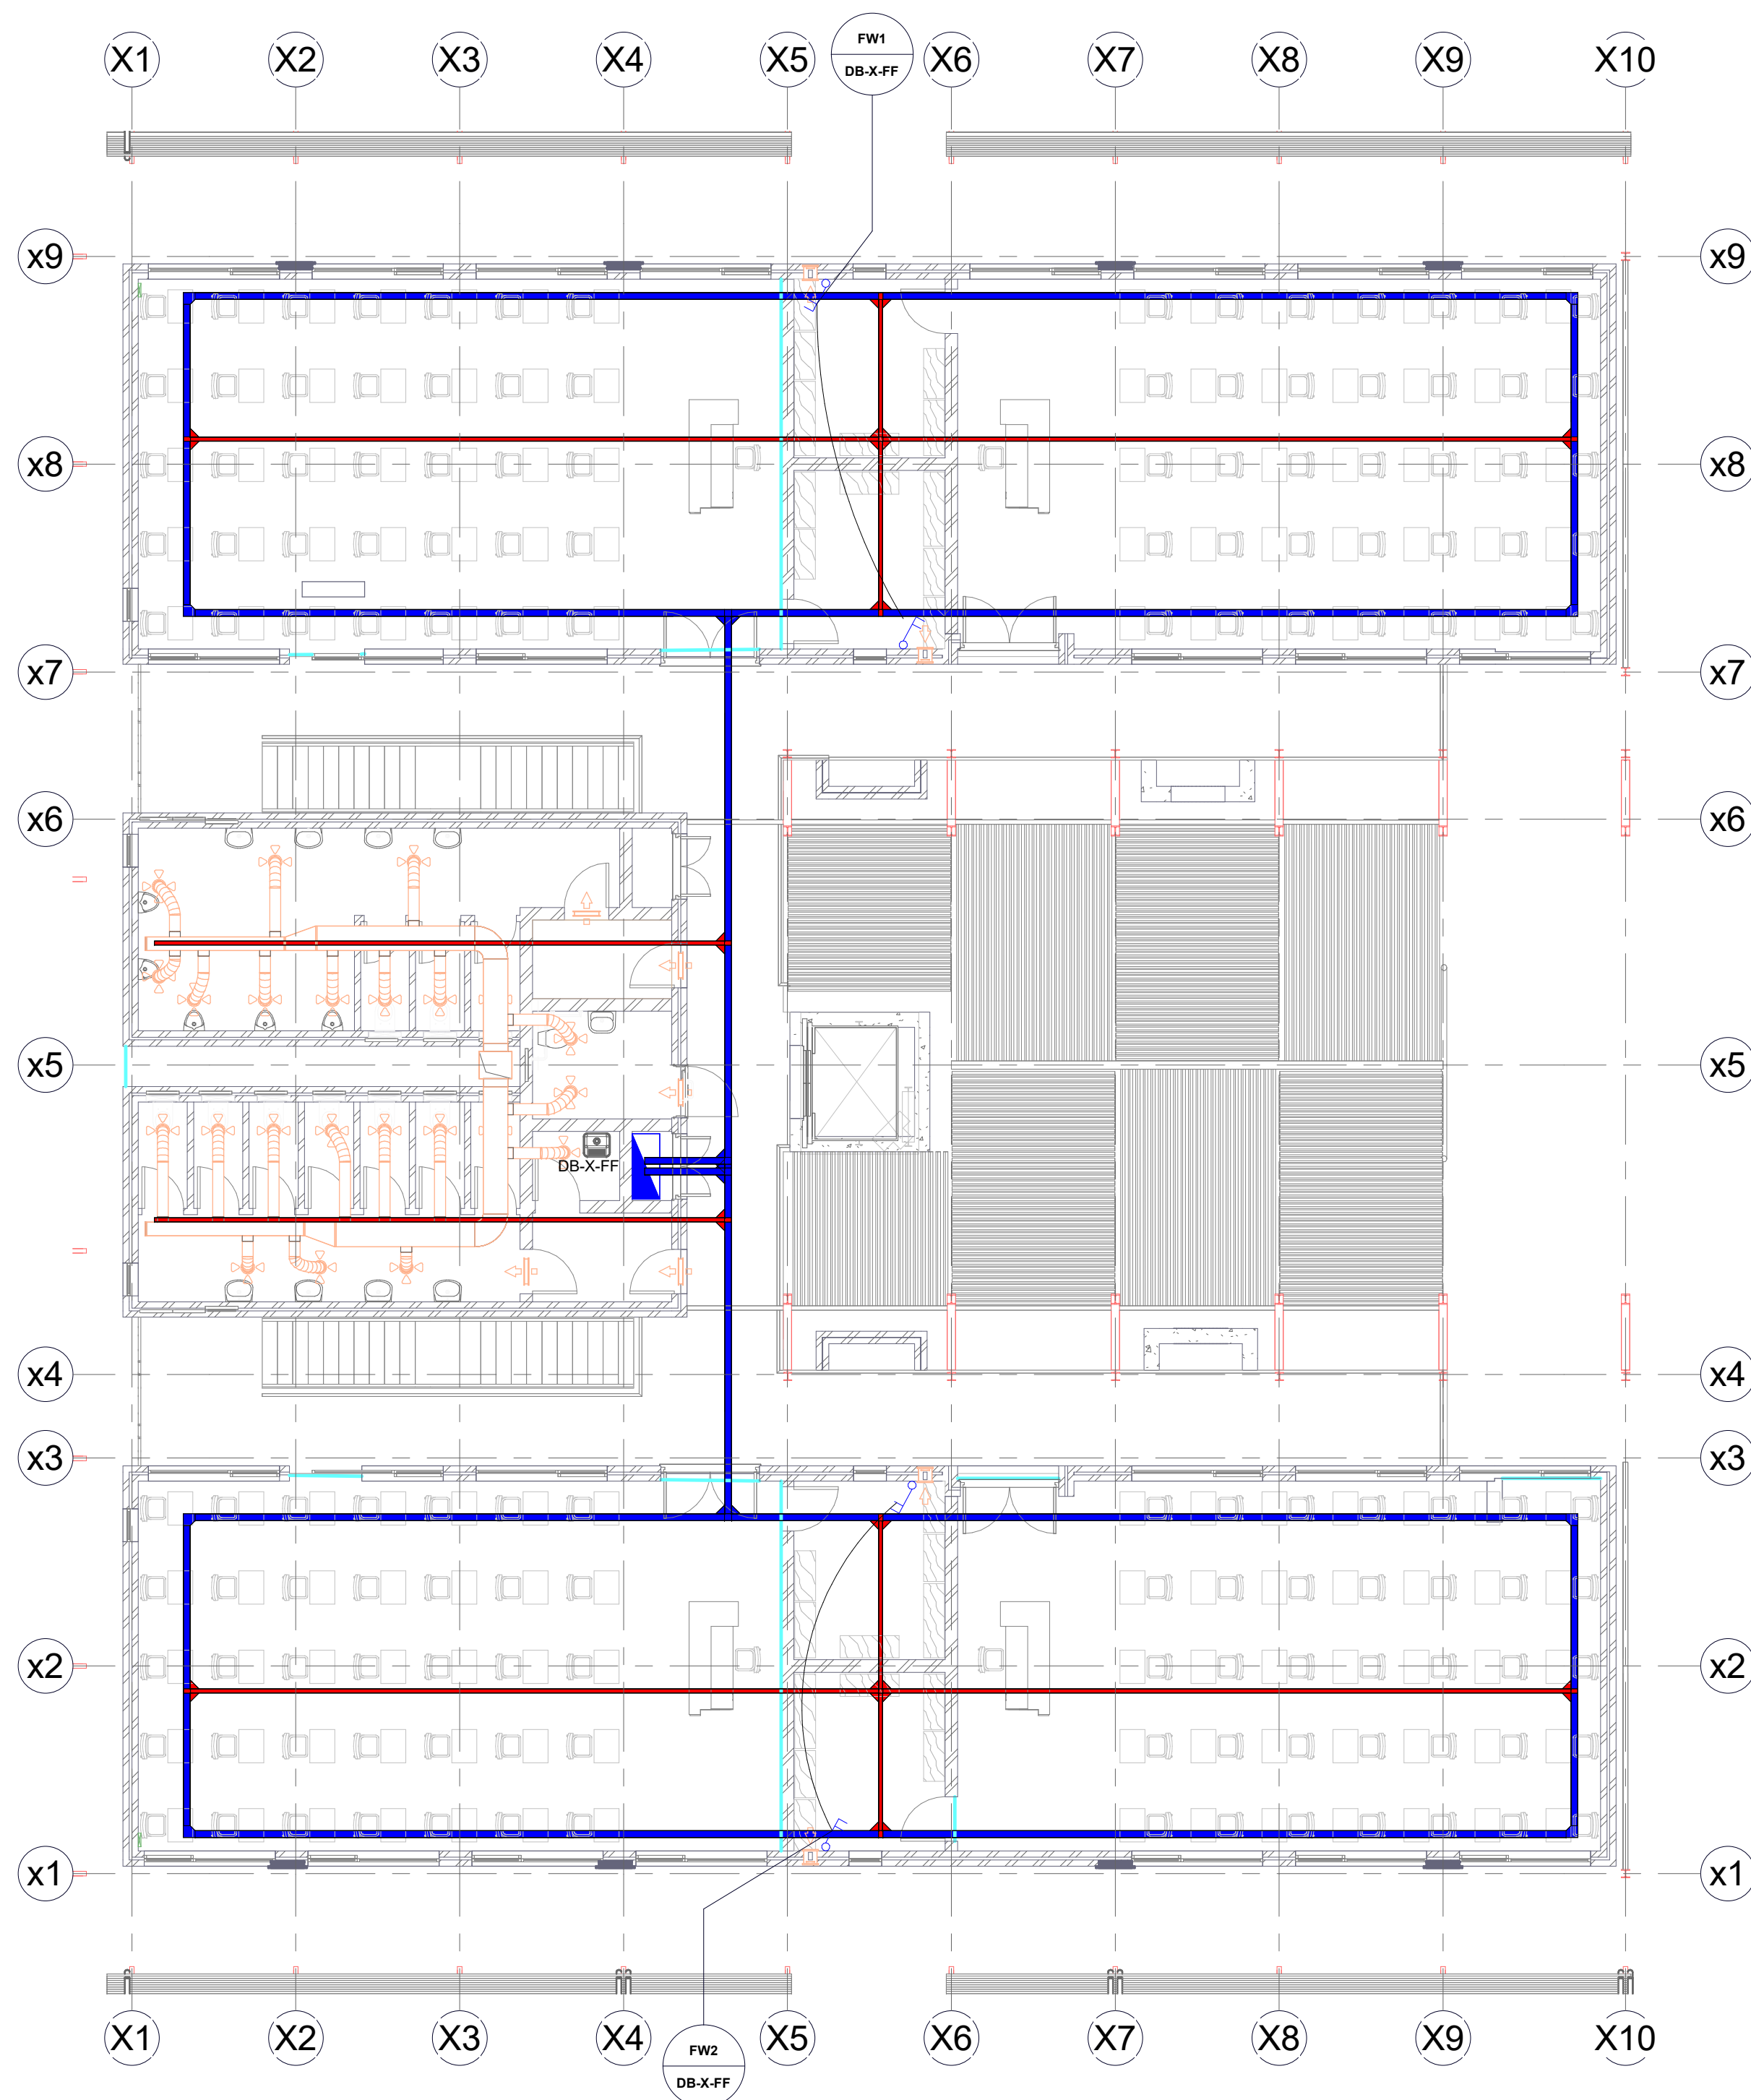 FW1
DB-X-FF
X1 X2 X3 X4 X5 X6 X7 X8 X9 X10
x9 x9
x8 x8
x7 x7
x6 x6
x5 x5
DB-X-FF
x4 x4
x3 x3
x2 x2
x1 x1
X1 X2 X3 X4 X5 X6 X7 X8 X9 X10
FW2
DB-X-FF